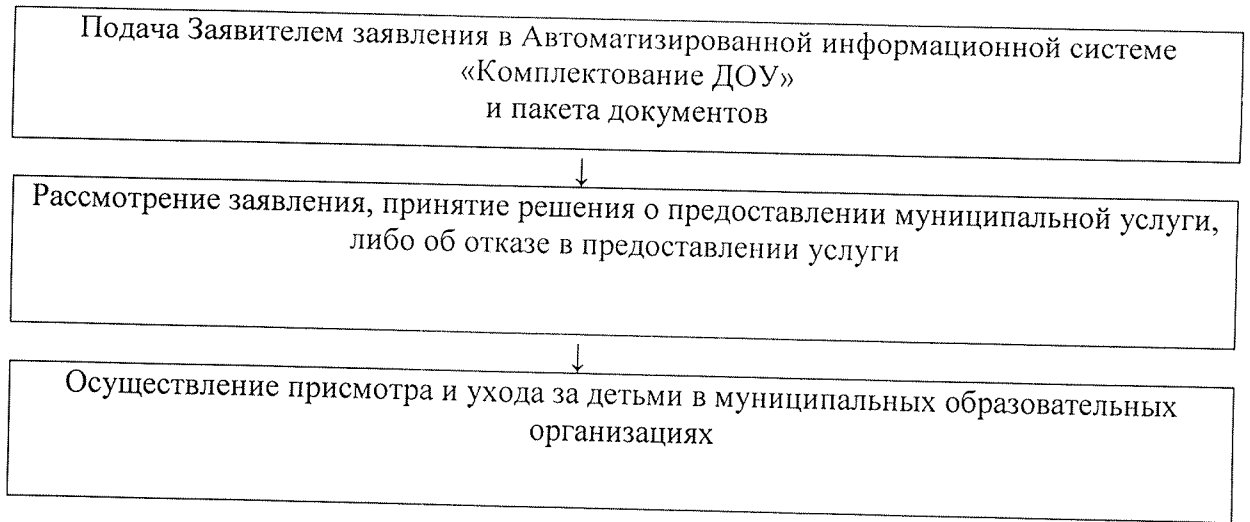 Подача Заявителем заявления в Автоматизированной информационной системе
«Комплектование ДОУ»
и пакета документов
↓
Рассмотрение заявления, принятие решения о предоставлении муниципальной услуги,
либо об отказе в предоставлении услуги
↓
Осуществление присмотра и ухода за детьми в муниципальных образовательных
организациях